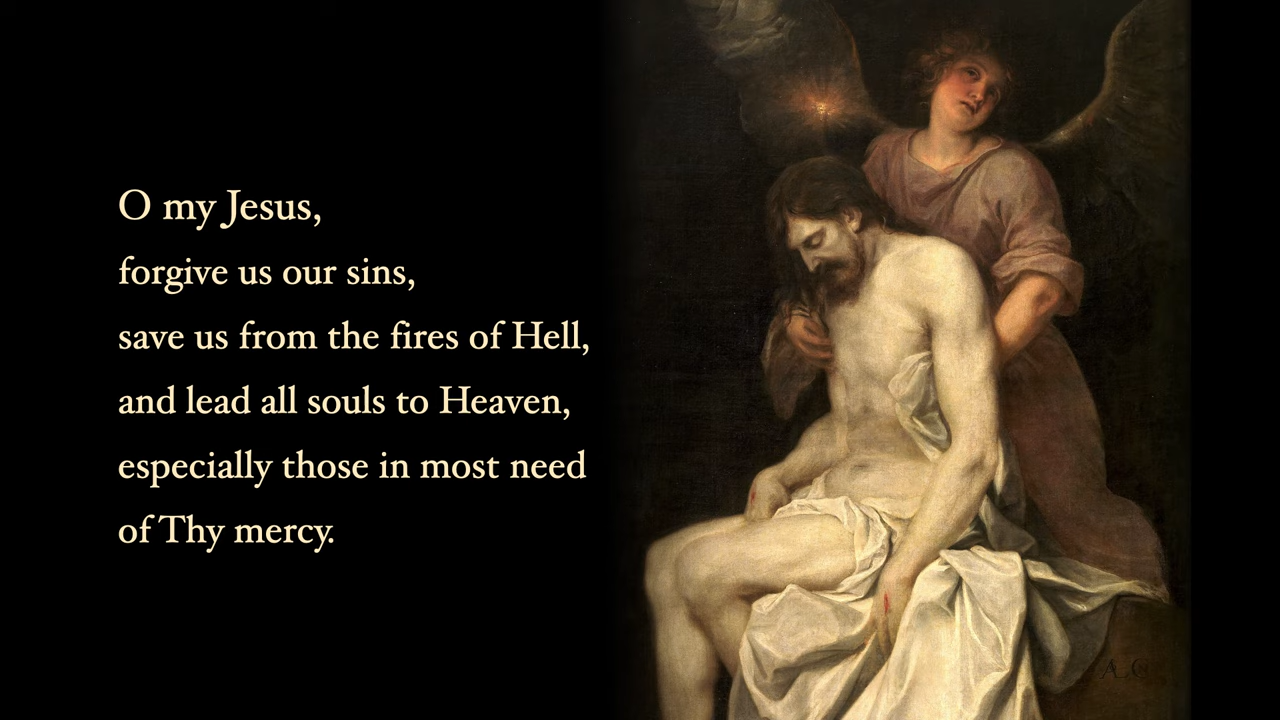 O my Jesus,
forgive us our sins,
save us from the fires of Hell,
and lead all souls to Heaven,
especially those in most need
of Thy mercy.